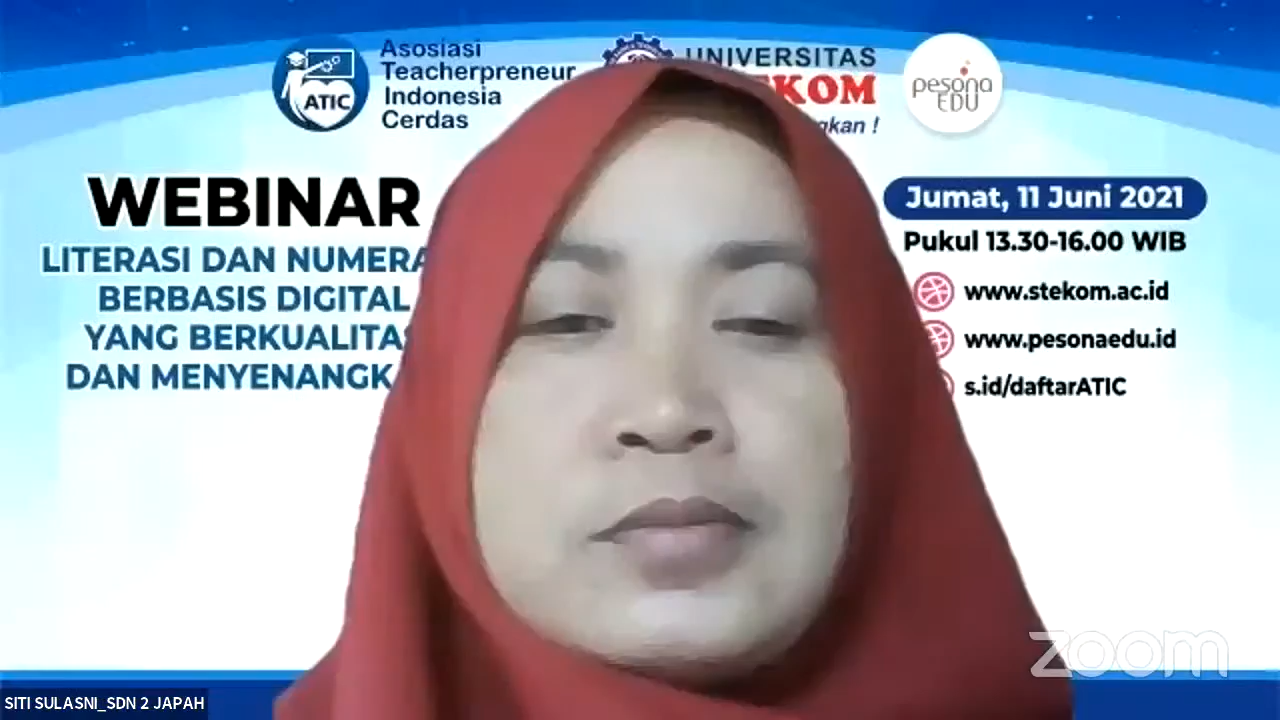 Asosiasi
Teacherpreneur
Indonesia
Cerdas
ATIC
UNIVERSITAS
KOM
kan !
pesona
EDU
WEBINAR
LITERASI DAN NUMERA
BERBASIS DIGITAL
YANG BERKUALITAS
DAN MENYENANGK
Jumat, 11 Juni 2021
Pukul 13.30-16.00 WIB
www.stekom.ac.id
www.pesonaedu.id
s.id/daftarATIC
zoom
SITI SULASNI_SDN 2 JAPAH